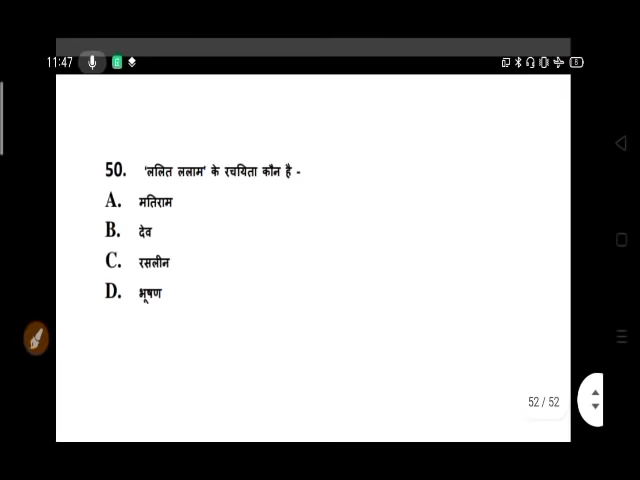 11:47
50. 'ललित ललाम' के रचयिता कौन है -
A. मतिराम
B. देव
C. रसलीन
D. भूषण
52 / 52